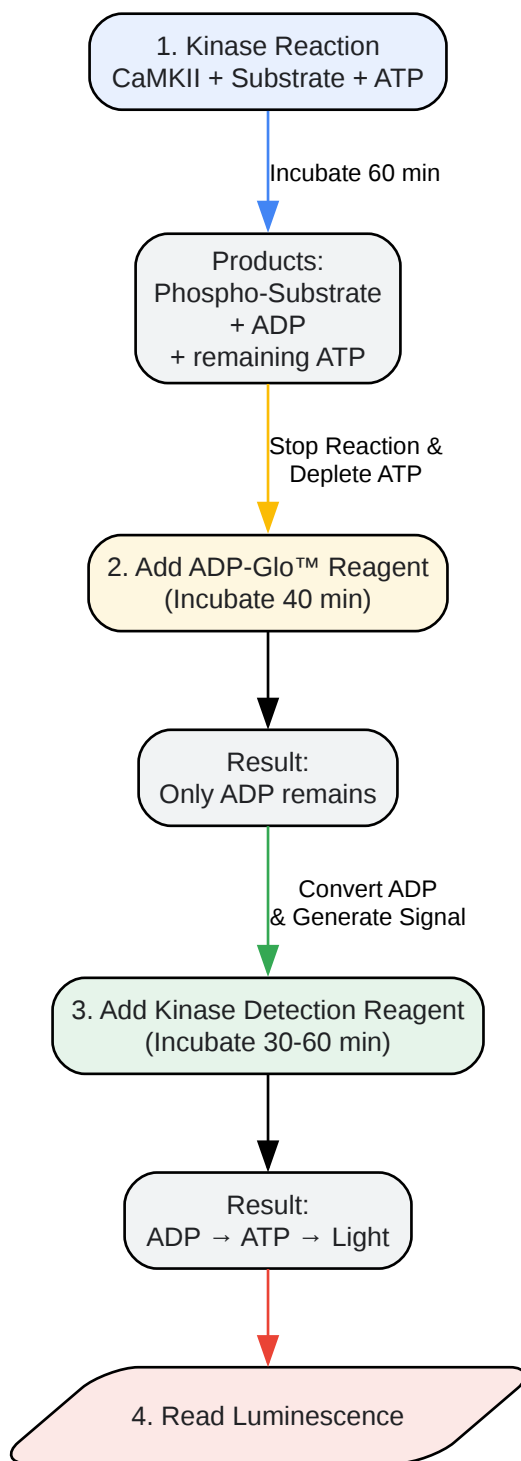 1. Kinase Reaction
CaMKII + Substrate + ATP
Incubate 60 min
Products:
Phospho-Substrate
+ ADP
+ remaining ATP
Stop Reaction &
Deplete ATP
2. Add ADP-Glo™ Reagent
(Incubate 40 min)
Result:
Only ADP remains
Convert ADP
& Generate Signal
3. Add Kinase Detection Reagent
(Incubate 30-60 min)
Result:
ADP → ATP → Light
4. Read Luminescence